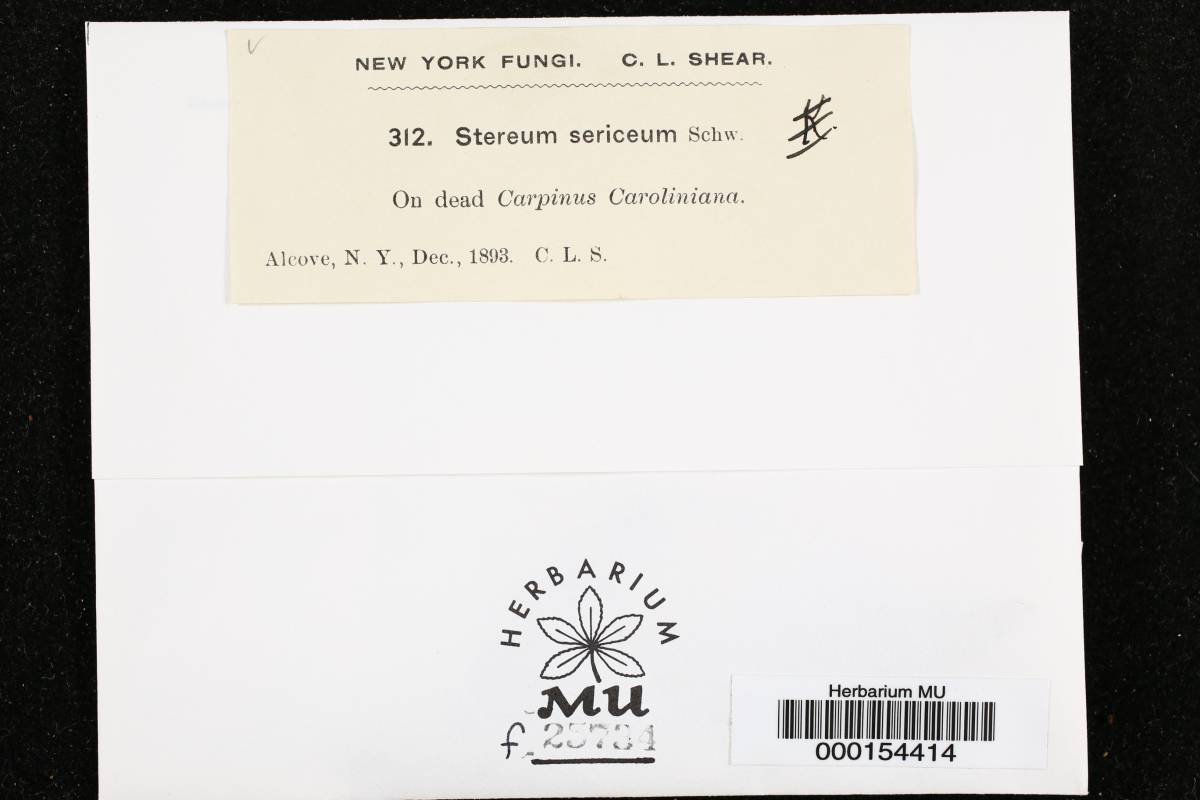 NEW YORK FUNGI. C. L. SHEAR.
312. Stereum sericeum Schw.
On dead Carpinus Caroliniana.
Alcove, N. Y., Dec., 1893. C. L. S.
HERBARIUM
MU
f. 25734
Herbarium MU
000154414